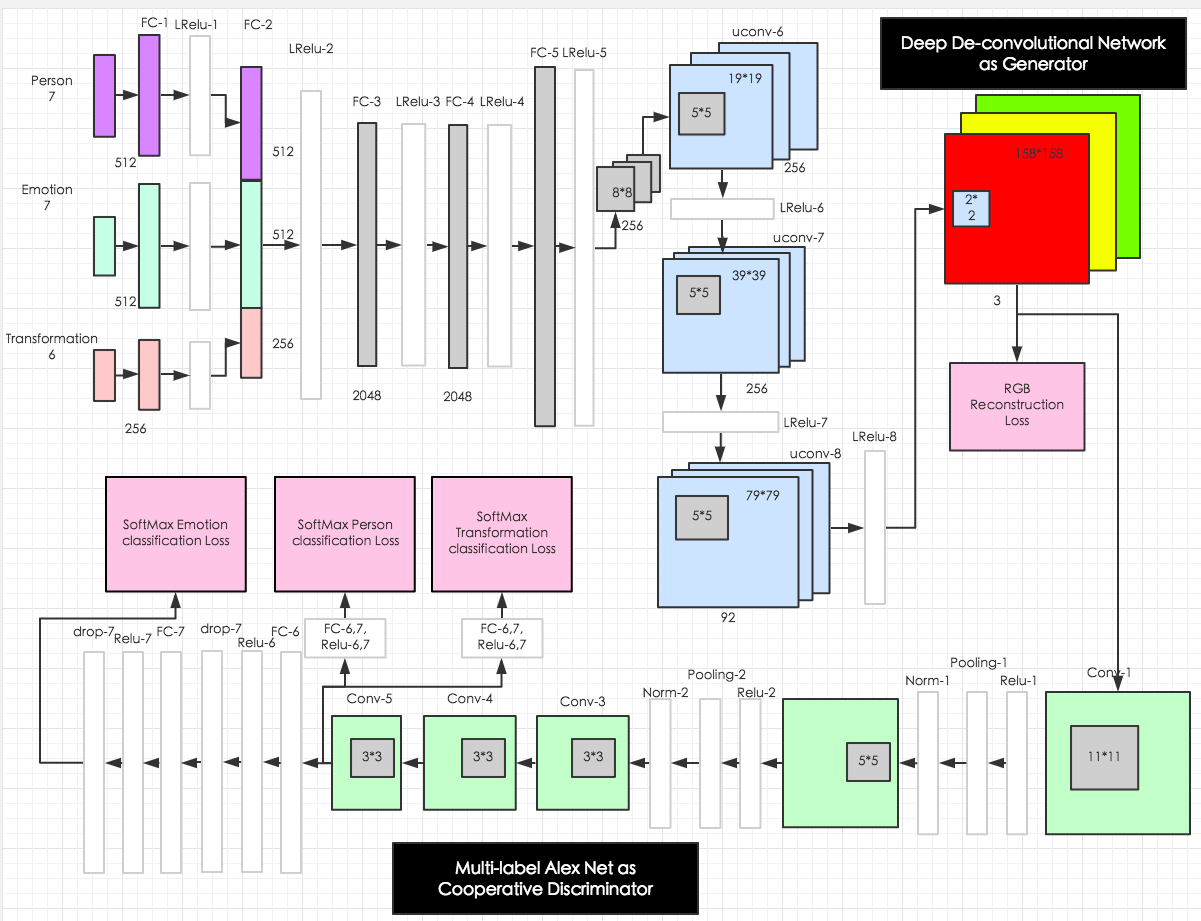 FC-1
LRelu-1
FC-2
LRelu-2
FC-5
LRelu-5
uconv-6
Deep De-convolutional Network
as Generator
Person
7
19*19
5*5
FC-3
LRelu-3
FC-4
LRelu-4
512
512
158*158
256
Emotion
7
8*8
2*
2
LRelu-6
256
512
uconv-7
39*39
5*5
512
3
Transformation
6
256
256
2048
2048
RGB
Reconstruction
Loss
256
LRelu-7
LRelu-8
uconv-8
79*79
5*5
SoftMax Emotion
classification Loss
SoftMax Person
classification Loss
SoftMax
Transformation
classification Loss
92
drop-7
Relu-7
FC-7
drop-7
Relu-6
FC-6
FC-6,7,
Relu-6,7
FC-6,7,
Relu-6,7
Conv-5
Conv-4
Conv-3
Norm-2
Pooling-2
Relu-2
Norm-1
Pooling-1
Relu-1
Conv-1
3*3
3*3
3*3
5*5
11*11
Multi-label Alex Net as
Cooperative Discriminator